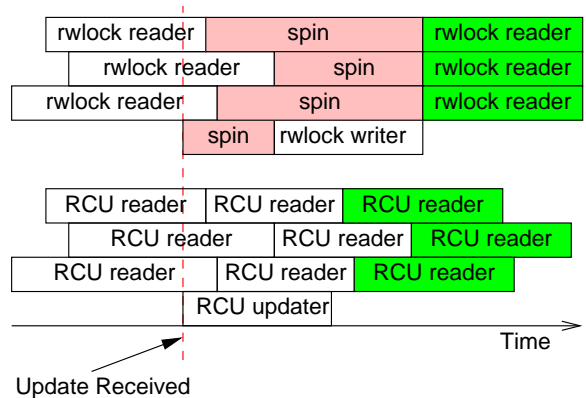 rwlock reader spin rwlock reader
rwlock reader spin rwlock reader
rwlock reader spin rwlock reader
spin rwlock writer
RCU reader RCU reader RCU reader
RCU reader RCU reader RCU reader
RCU reader RCU reader RCU reader
RCU updater
Time
Update Received